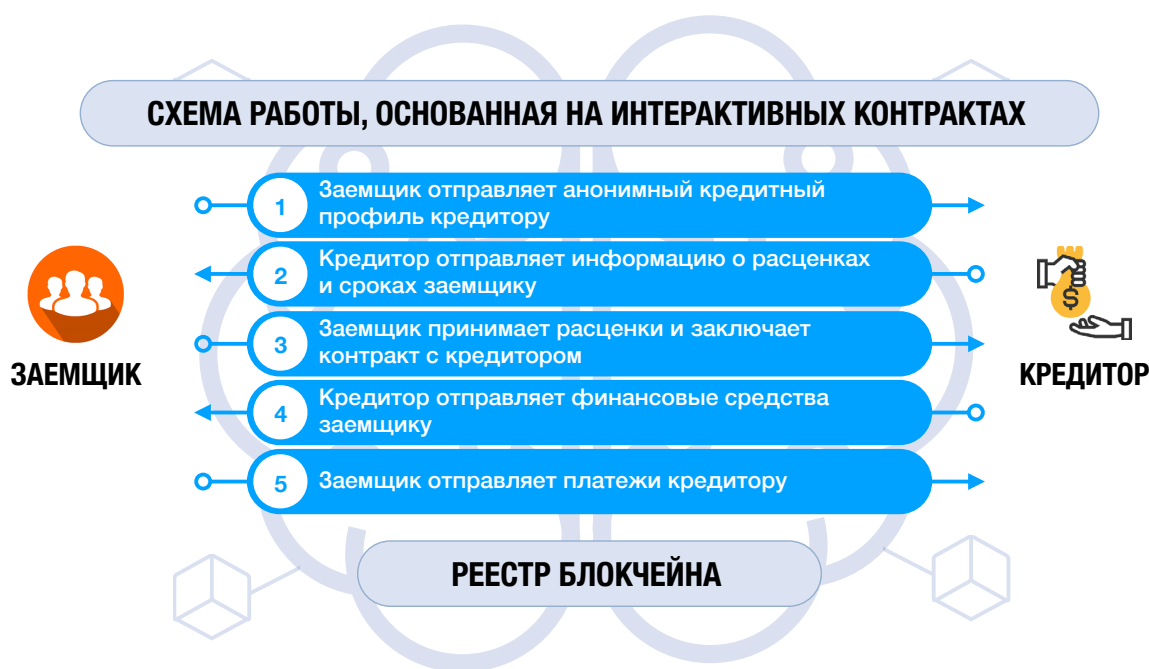 СХЕМА РАБОТЫ, ОСНОВАННАЯ НА ИНТЕРАКТИВНЫХ КОНТРАКТАХ
1
Заемщик отправляет анонимный кредитный
профиль кредитору
2
Кредитор отправляет информацию о расценках
и сроках заемщику
3
Заемщик принимает расценки и заключает
контракт с кредитором
4
Кредитор отправляет финансовые средства
заемщику
5
Заемщик отправляет платежи кредитору
ЗАЕМЩИК
$
КРЕДИТОР
РЕЕСТР БЛОКЧЕЙНА